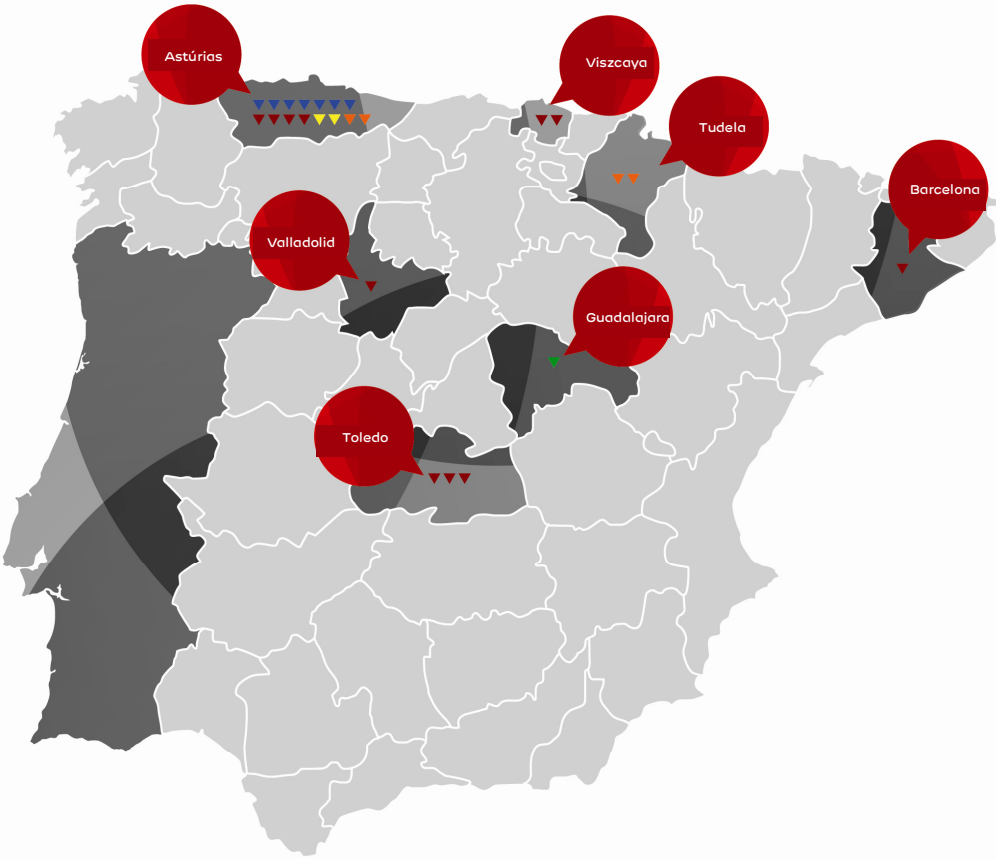 Astúrias
Viszcaya
Tudela
Barcelona
Valladolid
Guadalajara
Toledo